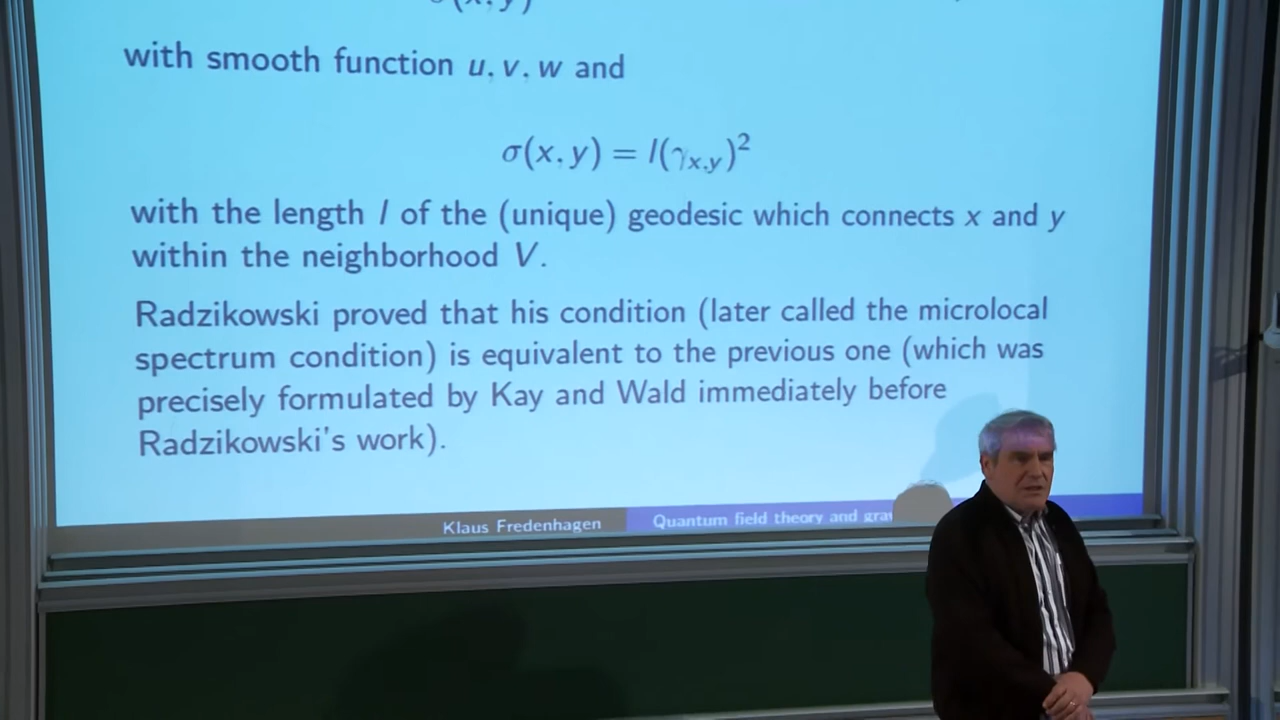 with smooth function u, v, w and
σ(x, y) = l(γx,y)²
with the length l of the (unique) geodesic which connects x and y
within the neighborhood V.
Radzikowski proved that his condition (later called the microlocal
spectrum condition) is equivalent to the previous one (which was
precisely formulated by Kay and Wald immediately before
Radzikowski's work).
Klaus Fredenhagen Quantum field theory and